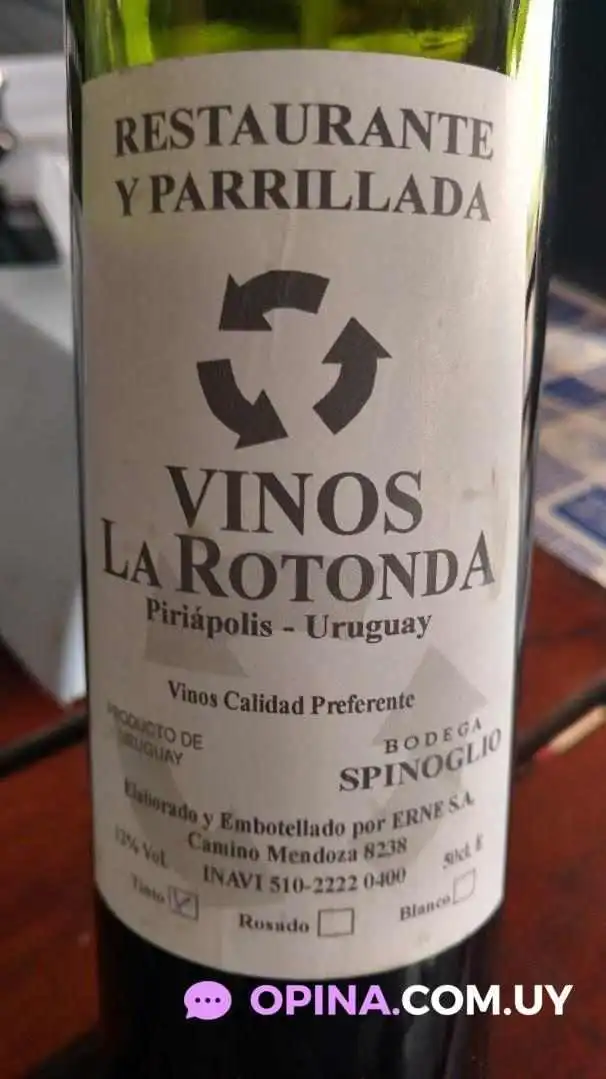 RESTAURANTE
Y PARRILLADA
VINOS
LA ROTONDA
Piriápolis - Uruguay
Vinos Calidad Preferente
PRODUCTO DE
URUGUAY
BODEGA
SPINOGLIO
Elaborado y Embotellado por ERNE S.A.
Camino Mendoza 8238
INAVI 510-2222 0400
12% Vol.
50cl. E
Tinto
Rosado
Blanco
OPINA.COM.UY